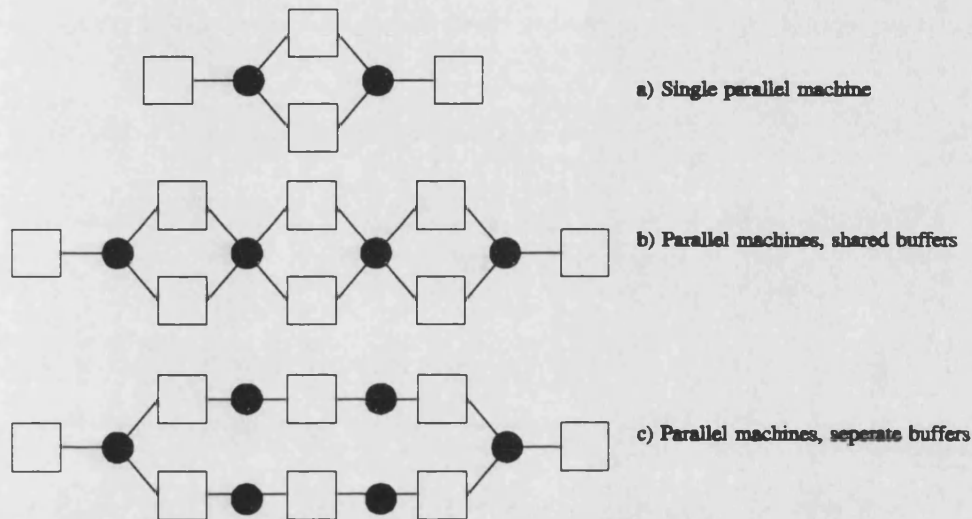 a) Single parallel machine
b) Parallel machines, shared buffers
c) Parallel machines, seperate buffers